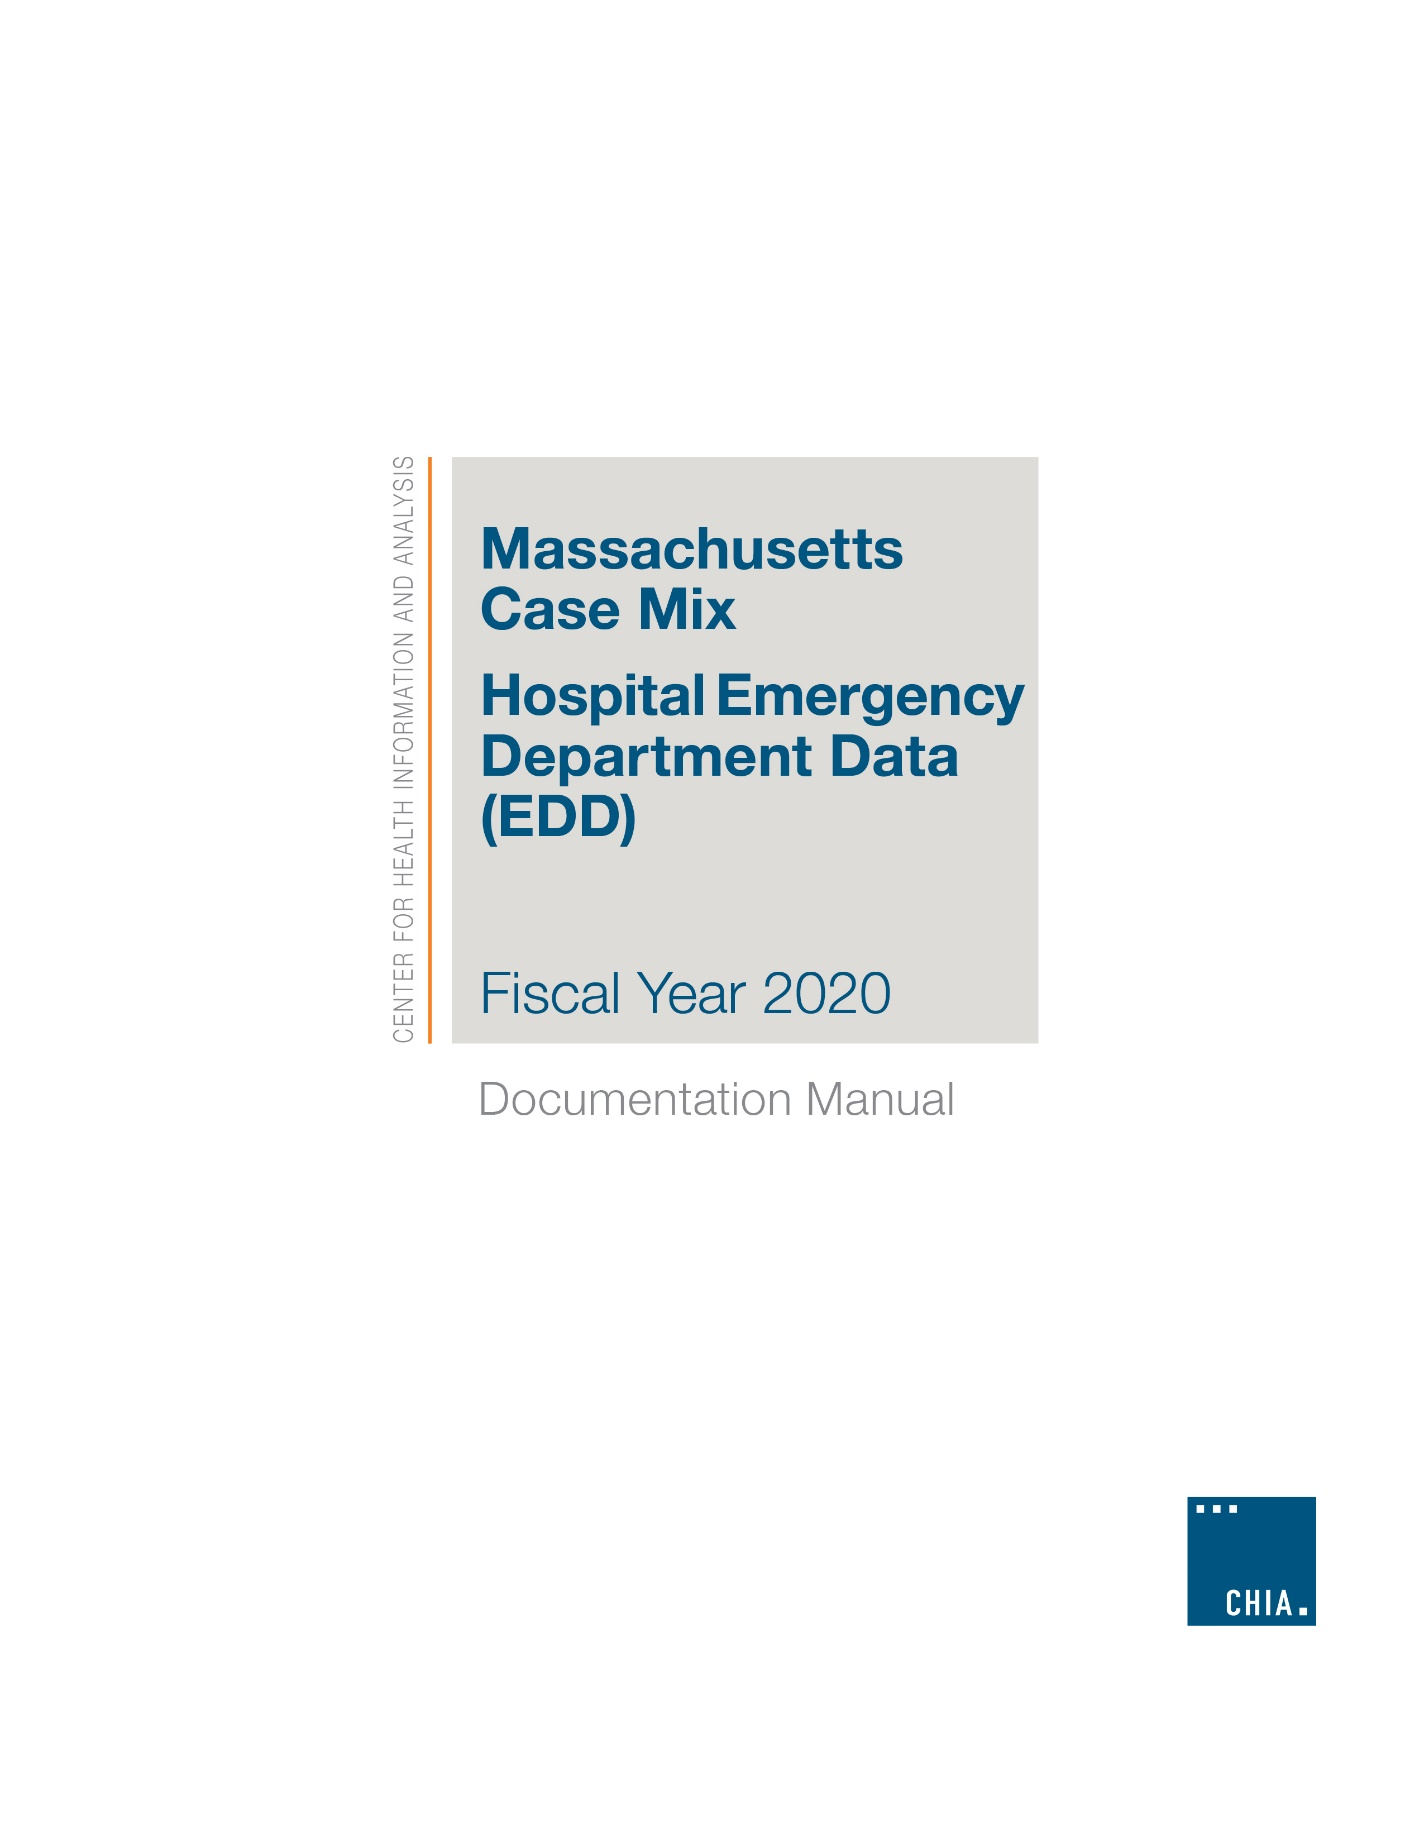 CENTER FOR HEALTH INFORMATION AND ANALYSIS
Massachusetts
Case Mix
Hospital Emergency
Department Data
(EDD)
Fiscal Year 2020
Documentation Manual
CHIA.